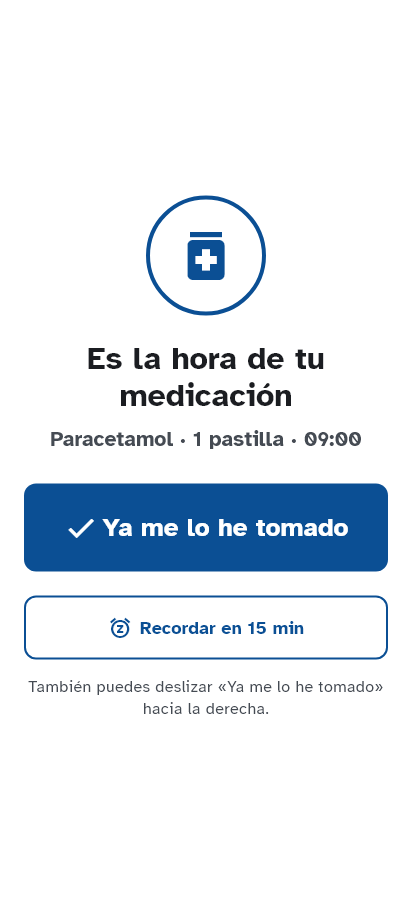 Es la hora de tu
medicación
Paracetamol · 1 pastilla · 09:00
Ya me lo he tomado
Recordar en 15 min
También puedes deslizar «Ya me lo he tomado»
hacia la derecha.